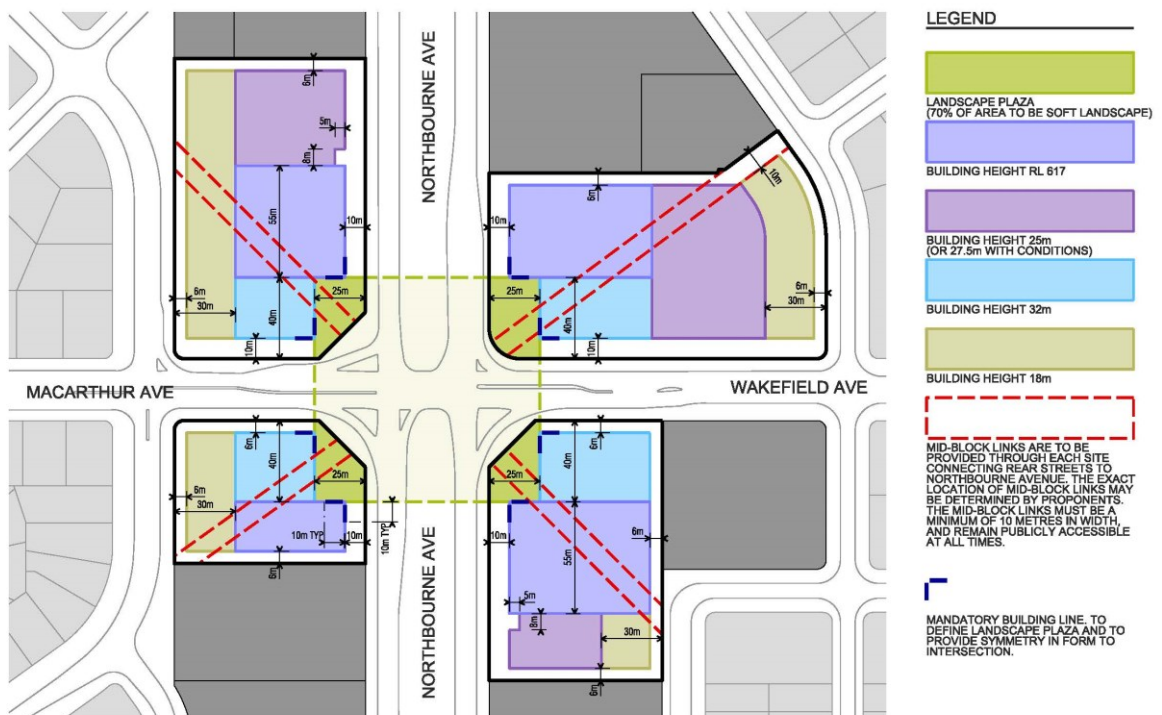 LEGEND
LANDSCAPE PLAZA
(70% OF AREA TO BE SOFT LANDSCAPE)
BUILDING HEIGHT RL 617
BUILDING HEIGHT 25m
(OR 27.5m WITH CONDITIONS)
BUILDING HEIGHT 32m
BUILDING HEIGHT 18m
MID-BLOCK LINKS ARE TO BE
PROVIDED THROUGH EACH SITE
CONNECTING REAR STREETS TO
NORTHBOURNE AVENUE. THE EXACT
LOCATION OF MID-BLOCK LINKS MAY
BE DETERMINED BY PROPONENTS.
THE MID-BLOCK LINKS MUST BE A
MINIMUM OF 10 METRES IN WIDTH,
AND REMAIN PUBLICLY ACCESSIBLE
AT ALL TIMES.
MANDATORY BUILDING LINE. TO
DEFINE LANDSCAPE PLAZA AND TO
PROVIDE SYMMETRY IN FORM TO
INTERSECTION.
NORTHBOURNE AVE
6m
5m
8m
55m
10m
6m
30m
40m
25m
10m
10m
6m
10m
25m
40m
10m
6m
30m
MACARTHUR AVE
WAKEFIELD AVE
6m
40m
25m
6m
30m
10m TYP
10m
10m TYP
6m
NORTHBOURNE AVE
6m
40m
25m
10m
55m
6m
5m
8m
30m
6m